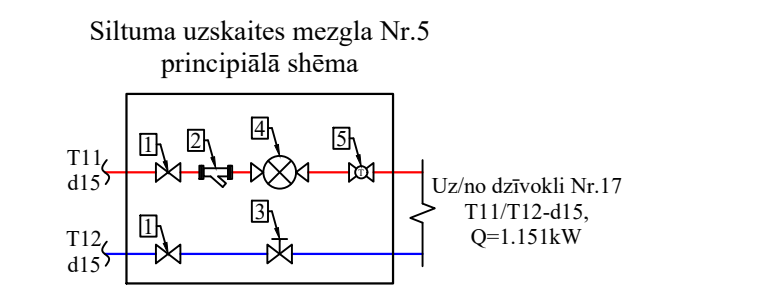 Siltuma uzskaites mezgla Nr.5
principiālā shēma
1
2
4
5
T11
d15
T
Uz/no dzīvokli Nr.17
T11/T12-d15,
Q=1.151kW
1
3
T12
d15